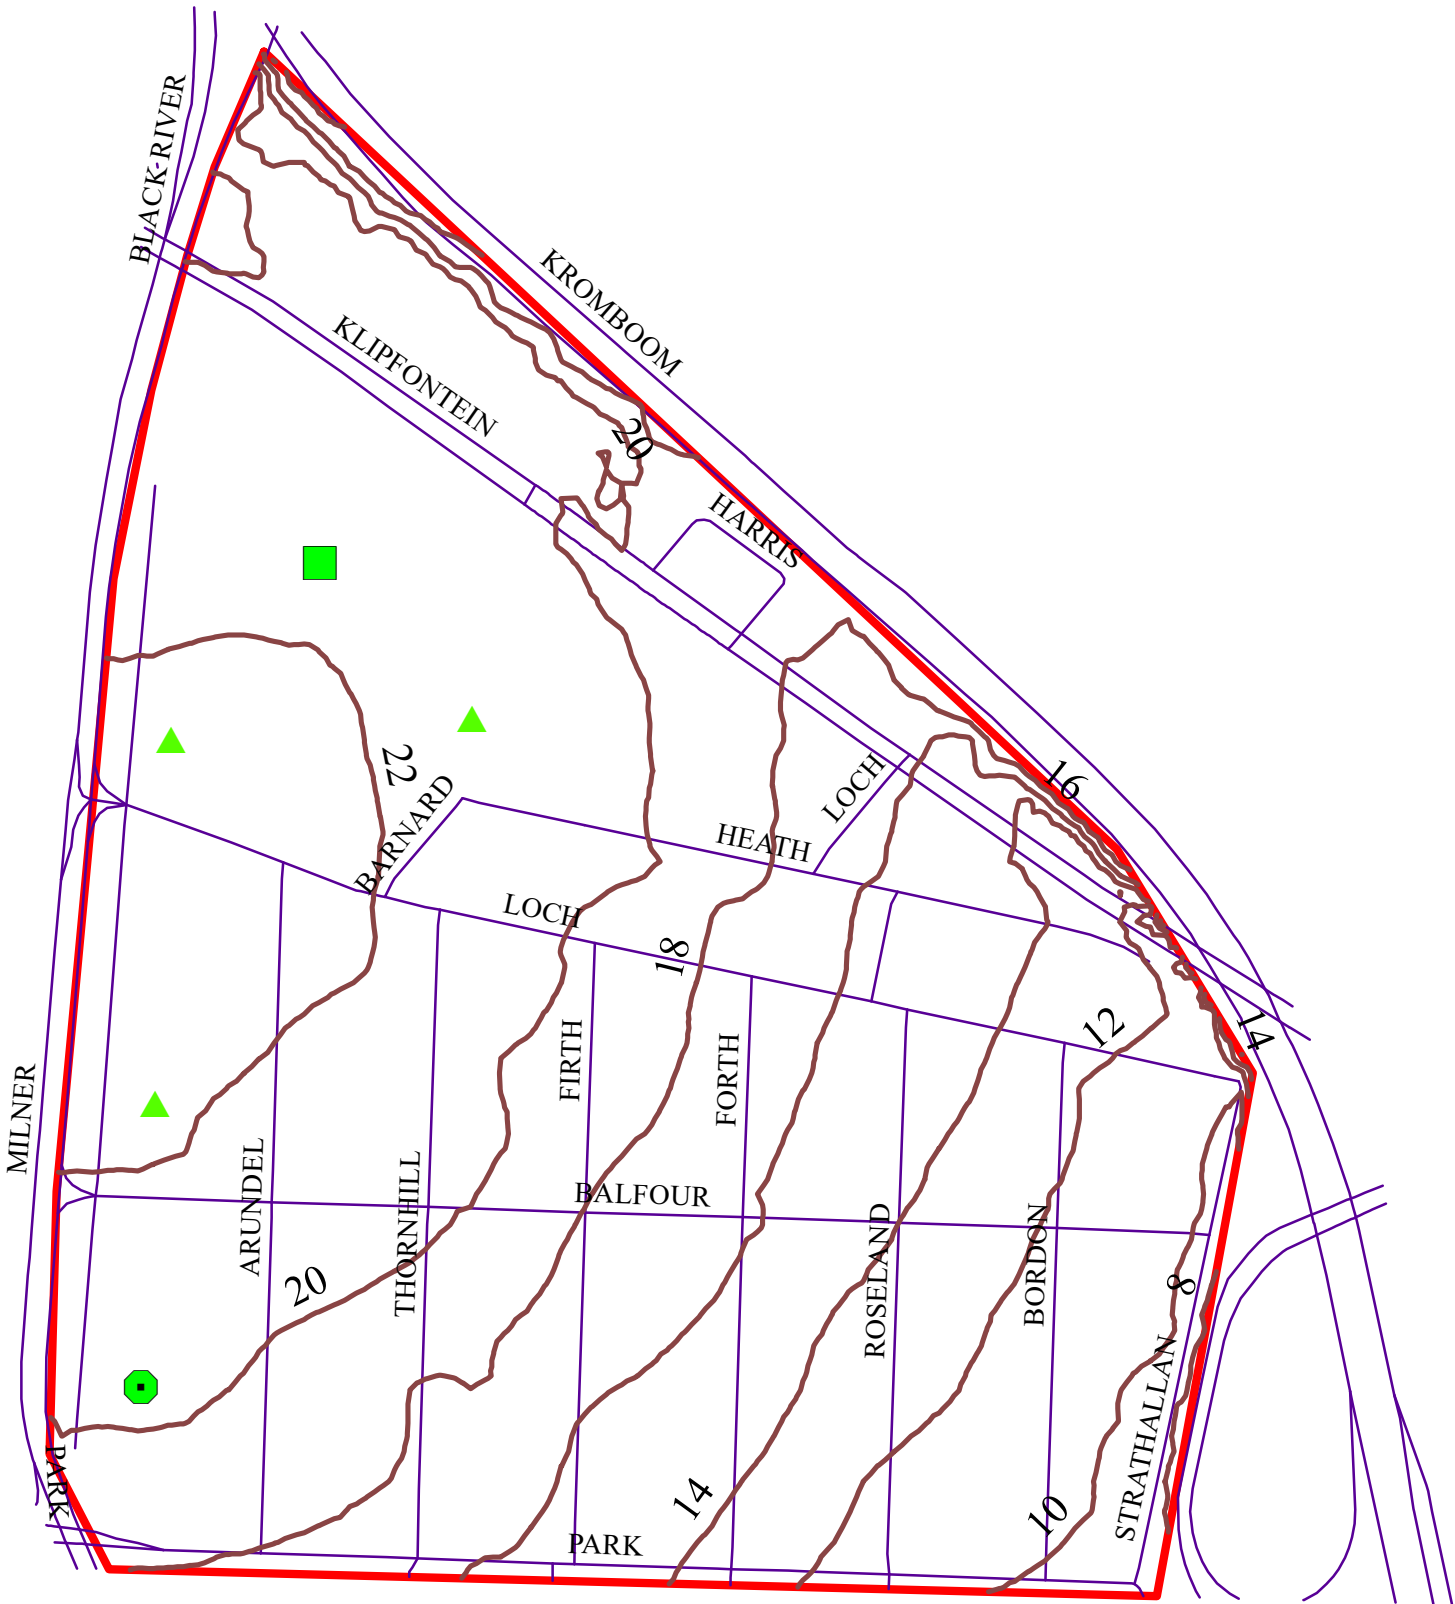 BLACK RIVER
KROMBOOM
KLIPFONTEIN
20
HARRIS
22
16
LOCH
BARNARD
HEATH
LOCH
18
12
14
FIRTH
FORTH
MILNER
ARUNDEL
THORNHILL
BALFOUR
ROSELAND
BORDON
20
8
STRATHALLAN
PARK
14
10
PARK